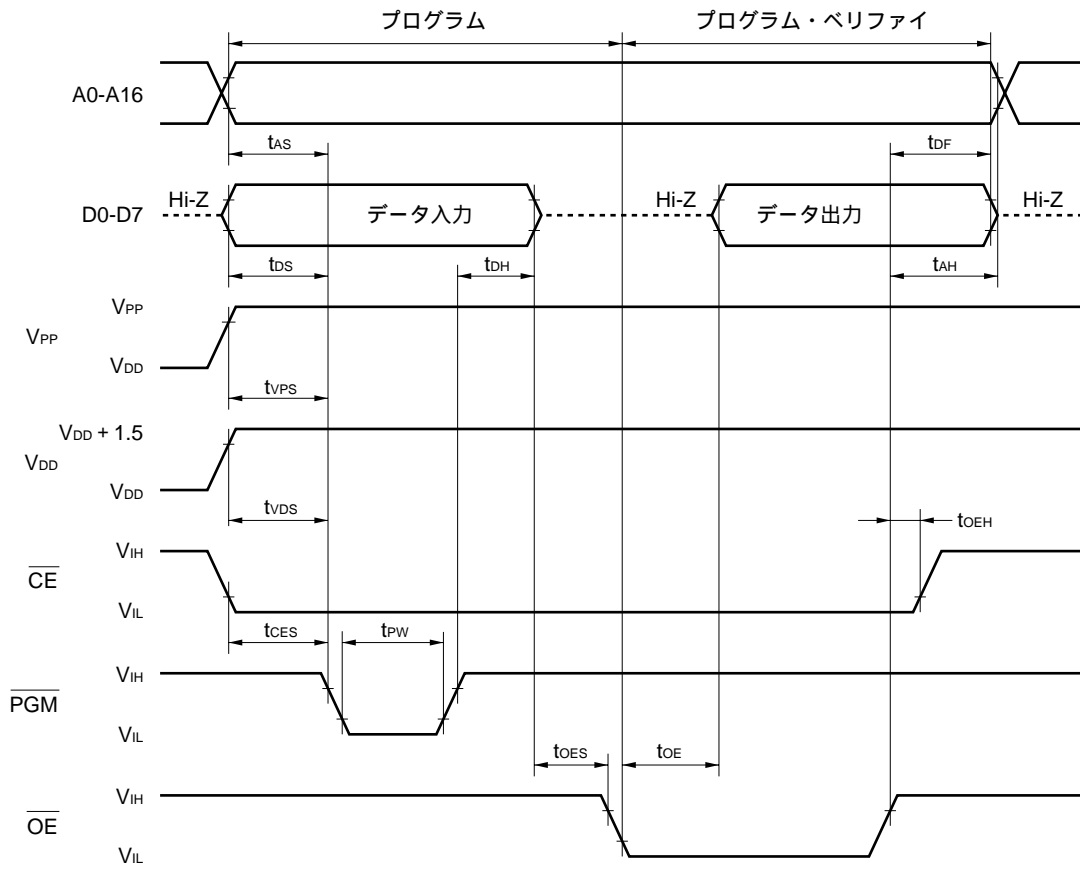 プログラム プログラム・ベリファイ
A0-A16
tAS tDF
D0-D7 Hi-Z データ入力 Hi-Z データ出力 Hi-Z
tDS tDH tAH
VPP
VPP
VDD
tVPS
VDD + 1.5
VDD
VDD
tVDS
tOEH
VIH
CE
VIL
tCES tPW
VIH
PGM
VIL
tOES tOE
VIH
OE
VIL